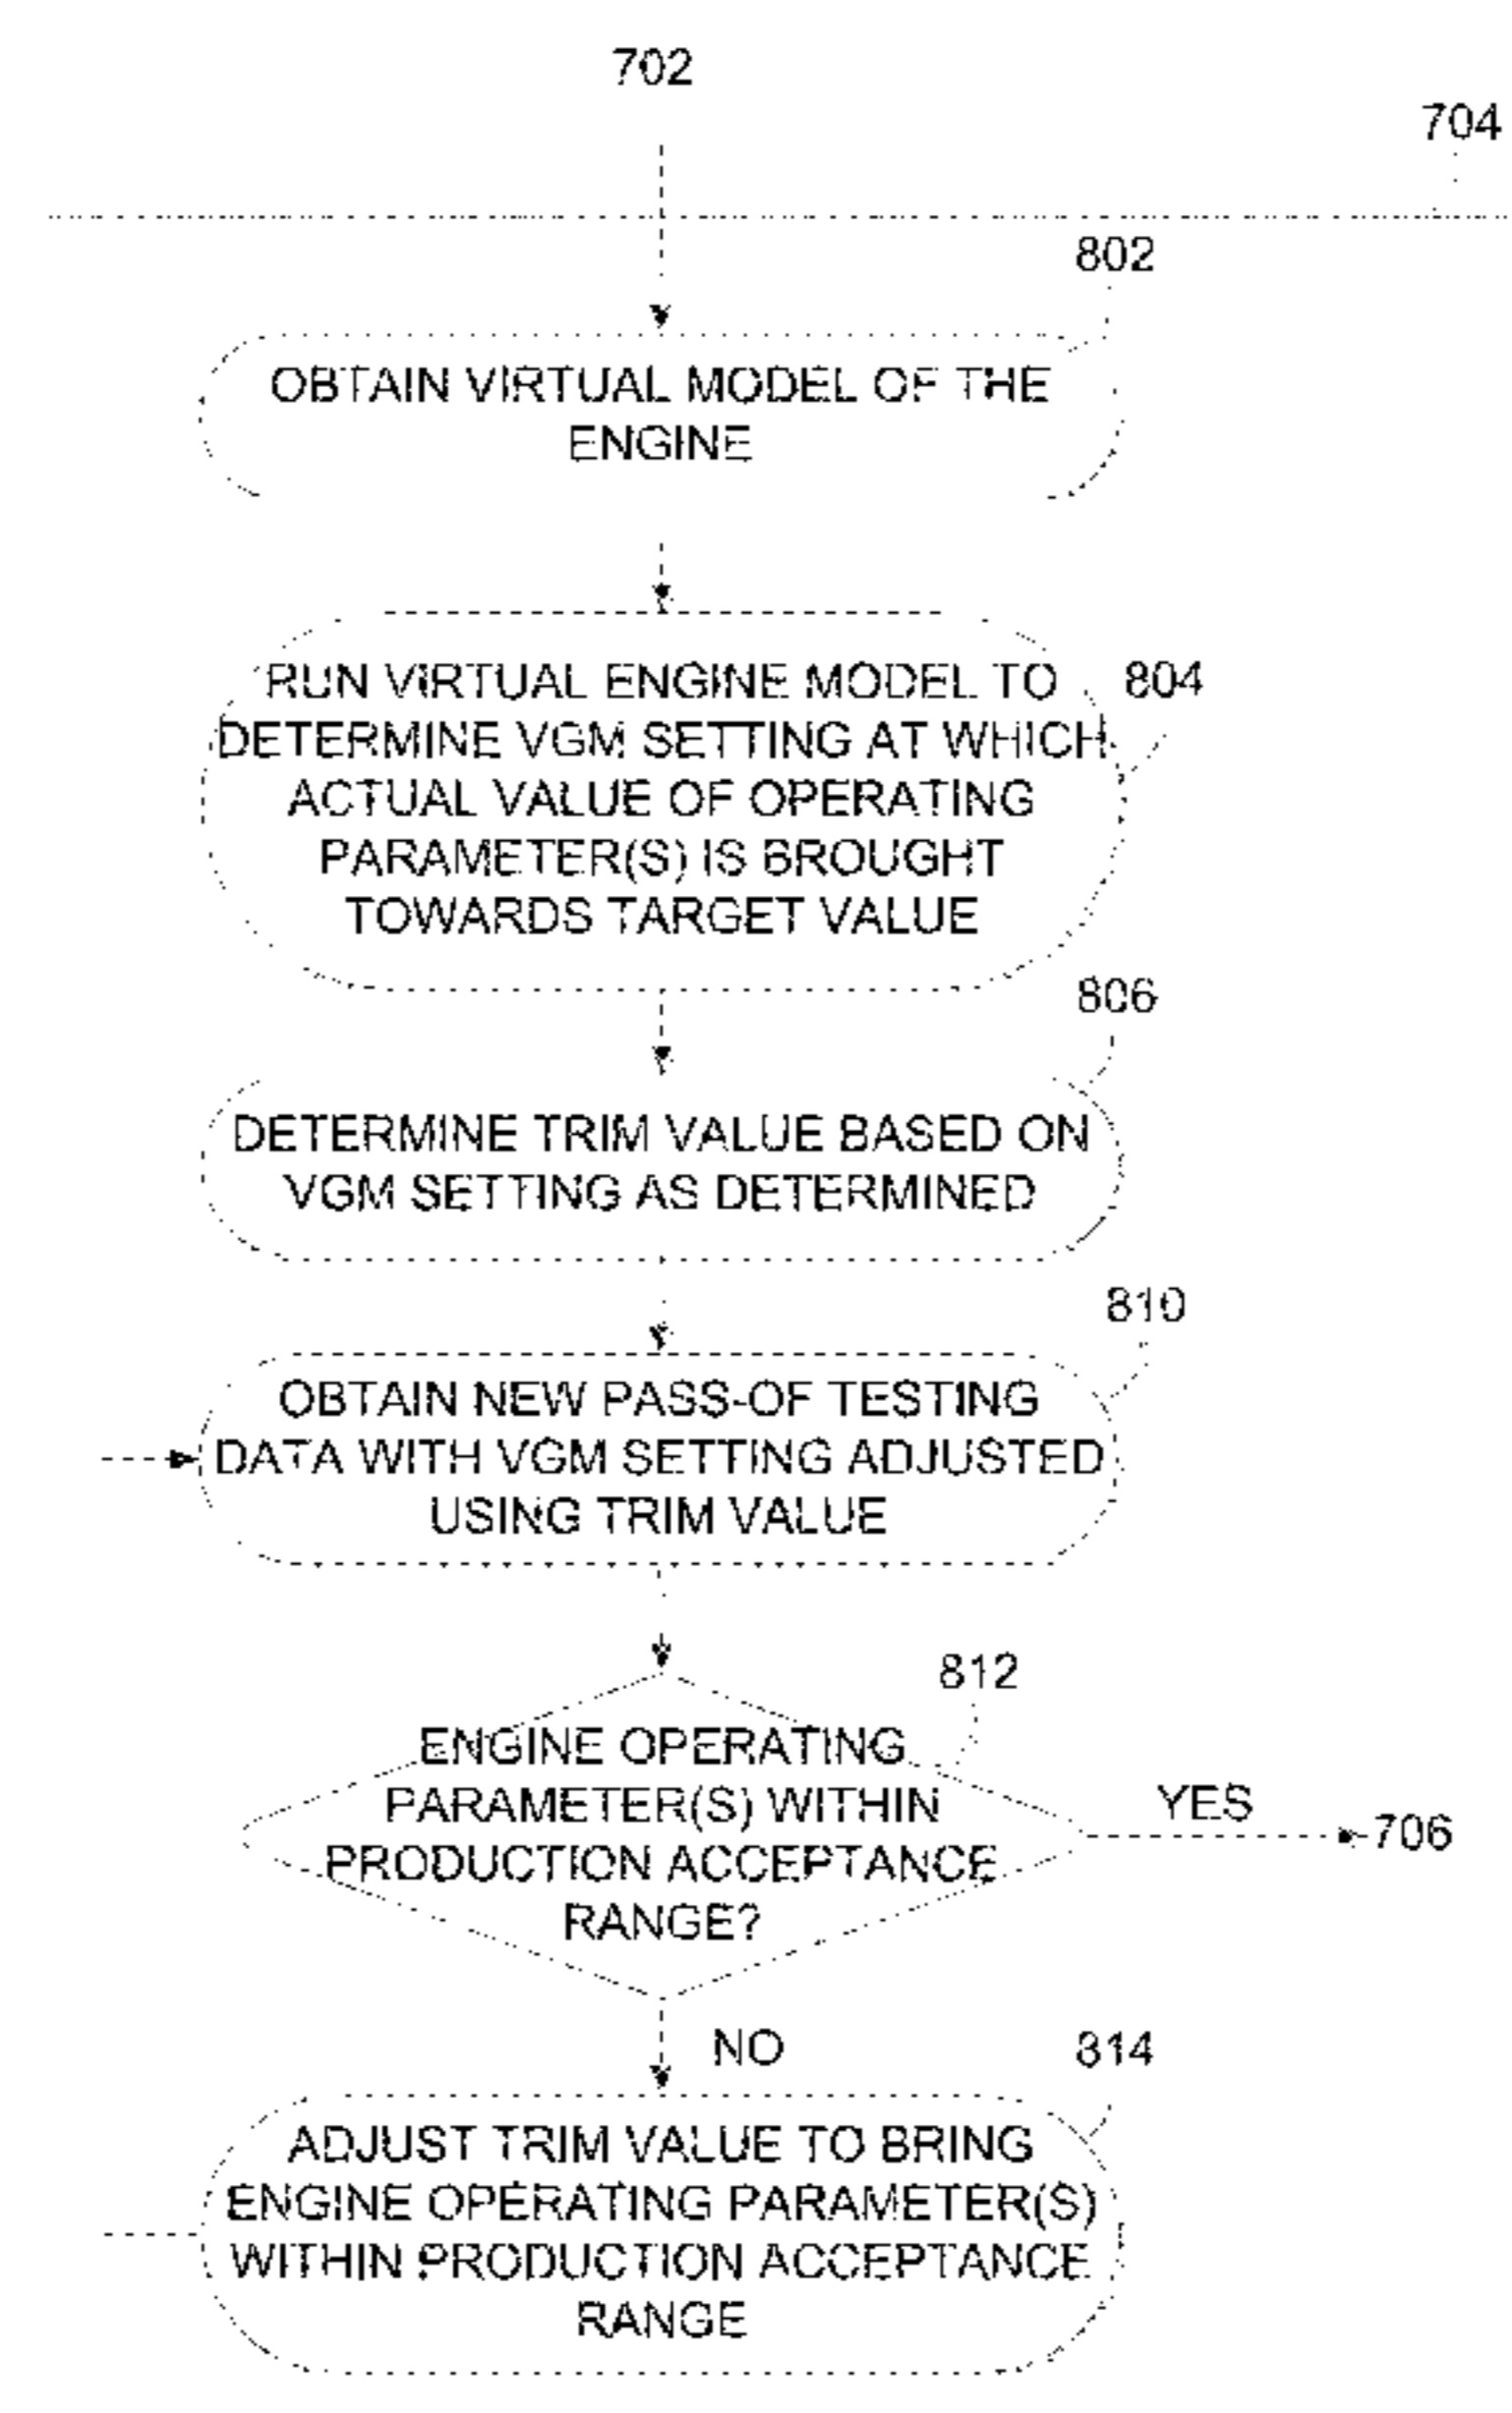 702
704
802
OBTAIN VIRTUAL MODEL OF THE
ENGINE
RUN VIRTUAL ENGINE MODEL TO
804
DETERMINE VGM SETTING AT WHICH
ACTUAL VALUE OF OPERATING
PARAMETER(S) IS BROUGHT
TOWARDS TARGET VALUE
806
DETERMINE TRIM VALUE BASED ON
VGM SETTING AS DETERMINED
810
OBTAIN NEW PASS-OF TESTING
DATA WITH VGM SETTING ADJUSTED
USING TRIM VALUE
812
ENGINE OPERATING
PARAMETER(S) WITHIN
PRODUCTION ACCEPTANCE
RANGE?
YES
706
NO
814
ADJUST TRIM VALUE TO BRING
ENGINE OPERATING PARAMETER(S)
WITHIN PRODUCTION ACCEPTANCE
RANGE